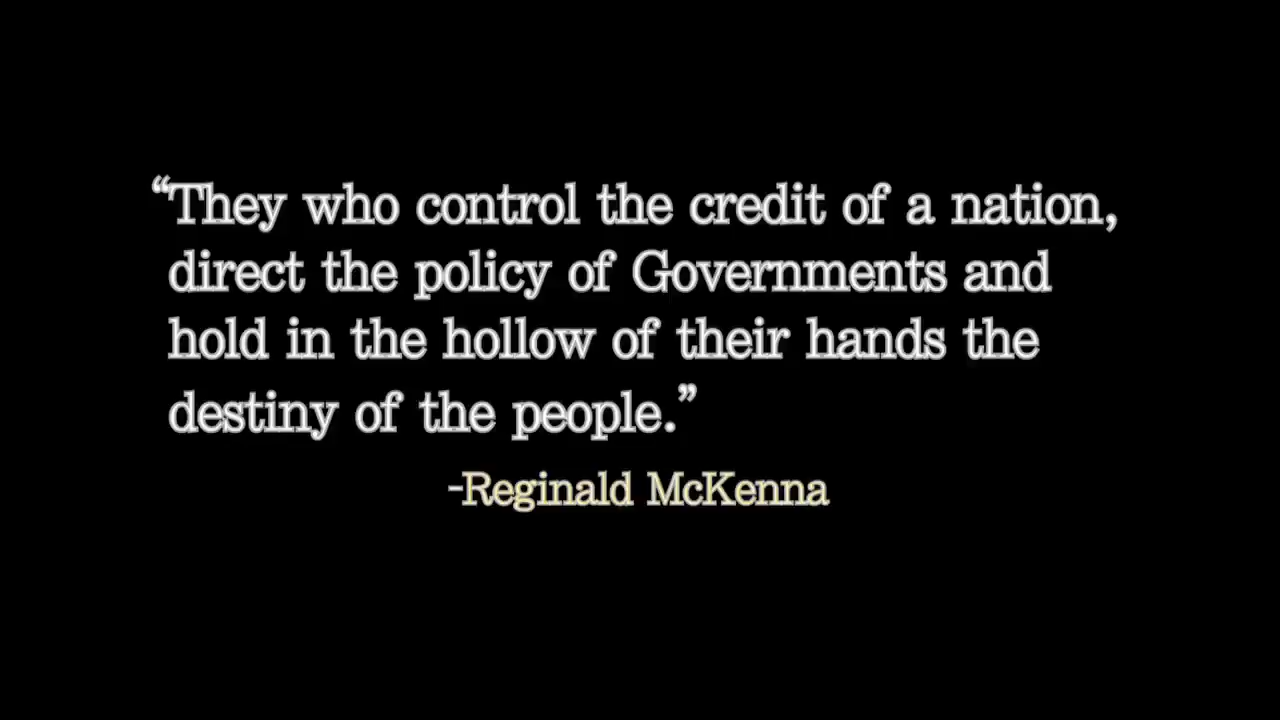 “They who control the credit of a nation,
direct the policy of Governments and
hold in the hollow of their hands the
destiny of the people.”
-Reginald McKenna